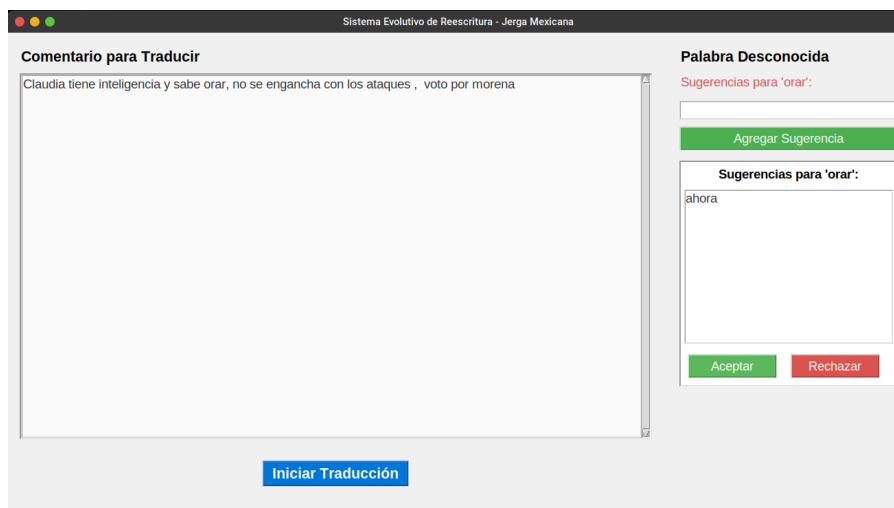 Sistema Evolutivo de Reescritura - Jerga Mexicana
Comentario para Traducir
Claudia tiene inteligencia y sabe orar, no se engancha con los ataques ,  voto por morena
Iniciar Traducción
Palabra Desconocida
Sugerencias para 'orar':
Agregar Sugerencia
Sugerencias para 'orar':
ahora
Aceptar Rechazar